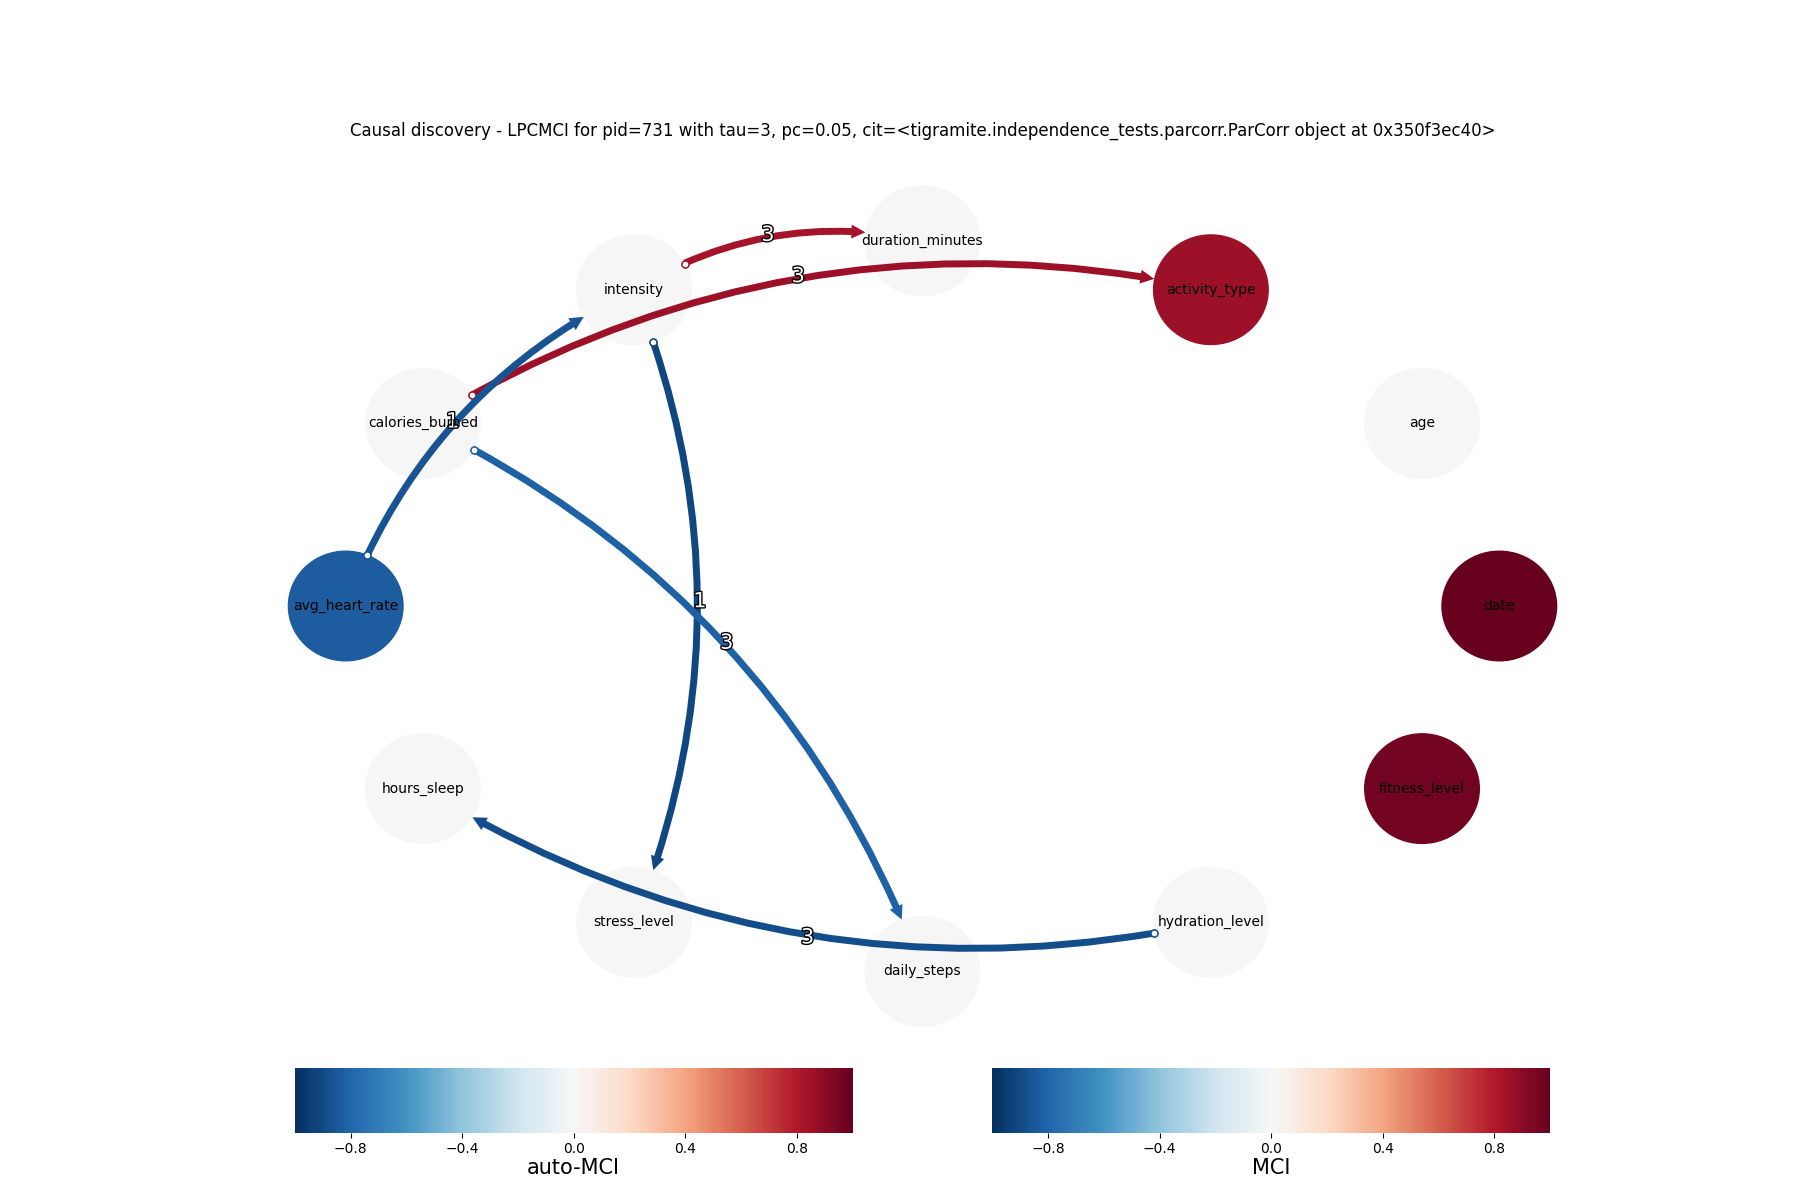 Causal discovery - LPCMCI for pid=731 with tau=3, pc=0.05, cit=<tigramite.independence_tests.parcorr.ParCorr object at 0x350f3ec40>
3
duration_minutes
3
intensity
activity_type
1
calories_burned
age
1
avg_heart_rate
date
3
hours_sleep
fitness_level
stress_level
hydration_level
3
daily_steps
−0.8 −0.4 0.0 0.4 0.8
auto-MCI
−0.8 −0.4 0.0 0.4 0.8
MCI